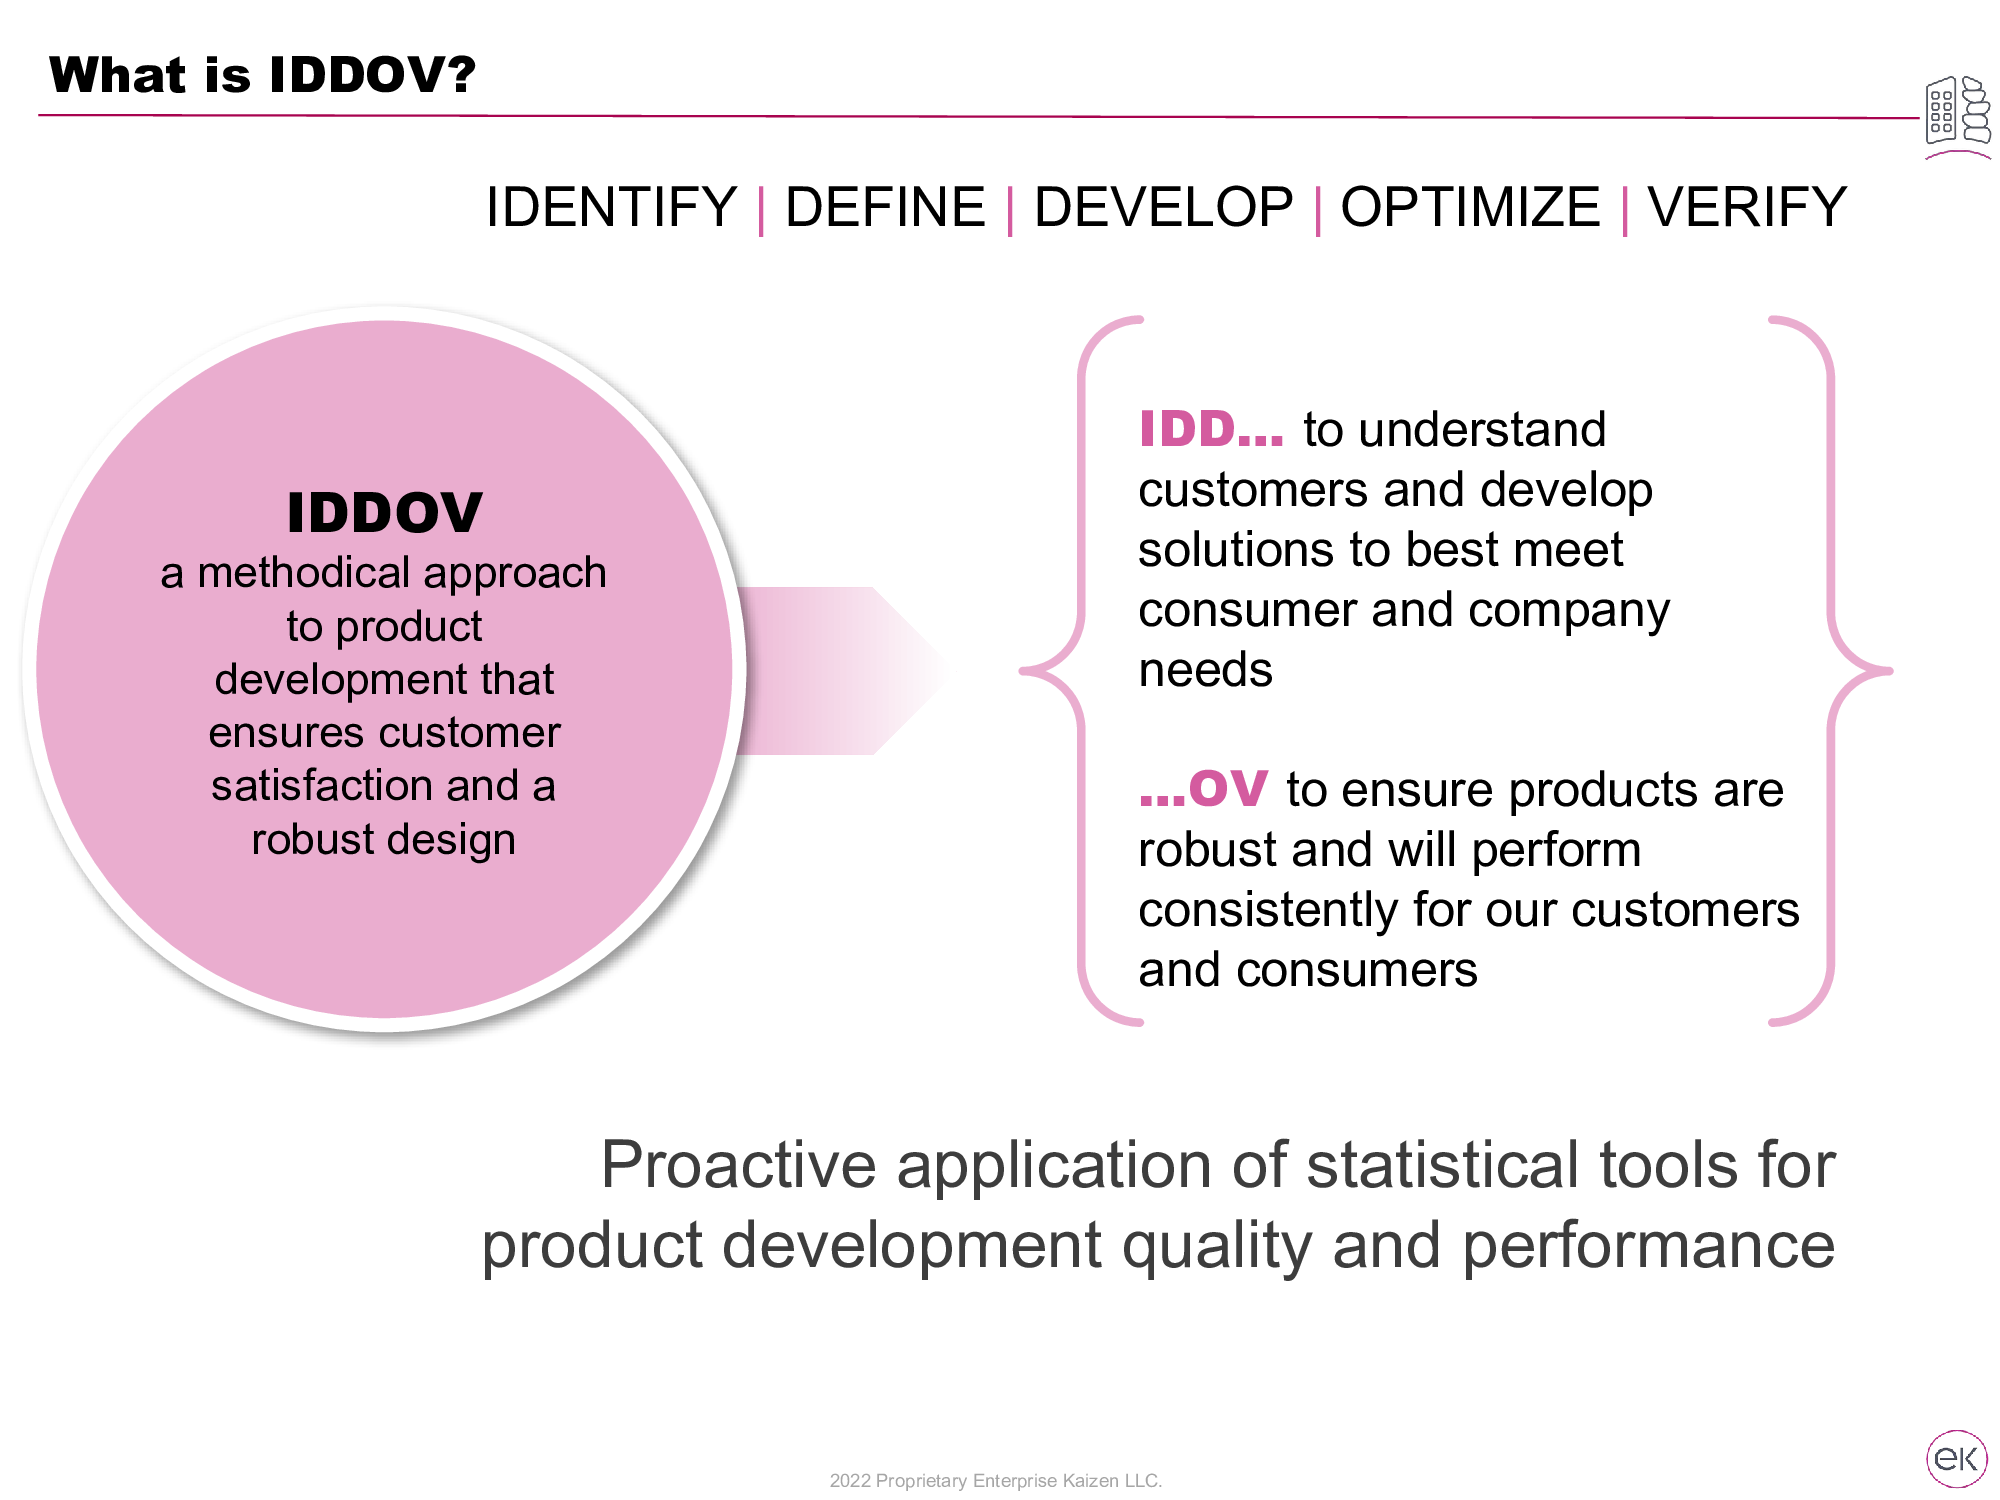 What is IDDOV?
IDENTIFY | DEFINE | DEVELOP | OPTIMIZE | VERIFY
IDDOV
a methodical approach
to product
development that
ensures customer
satisfaction and a
robust design
IDD... to understand
customers and develop
solutions to best meet
consumer and company
needs
...OV to ensure products are
robust and will perform
consistently for our customers
and consumers
Proactive application of statistical tools for
product development quality and performance
2022 Proprietary Enterprise Kaizen LLC.
eK